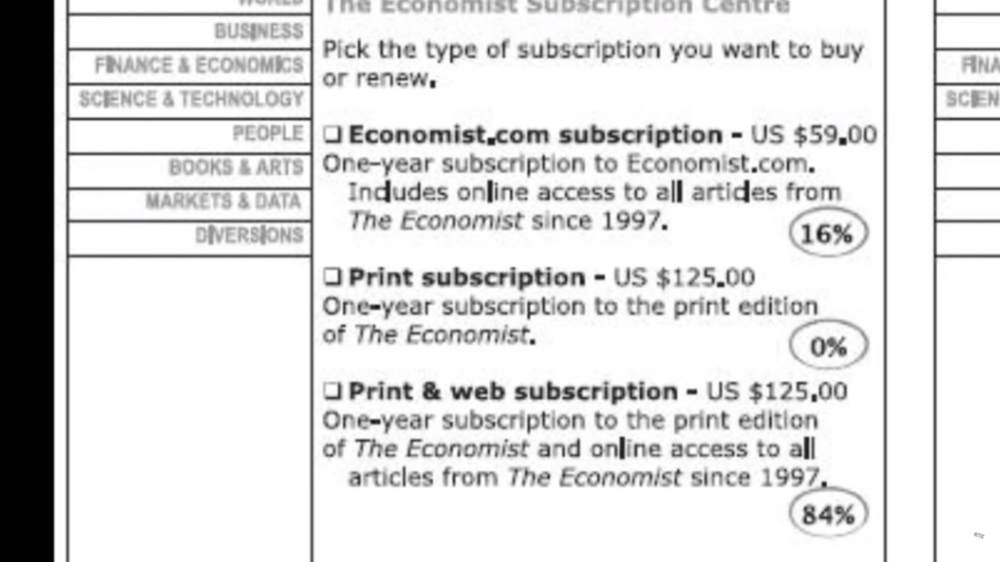 WORLD
BUSINESS
FINANCE & ECONOMICS
SCIENCE & TECHNOLOGY
PEOPLE
BOOKS & ARTS
MARKETS & DATA
DIVERSIONS
The Economist Subscription Centre
Pick the type of subscription you want to buy
or renew.
❑ Economist.com subscription - US $59.00
One-year subscription to Economist.com.
Includes online access to all articles from
The Economist since 1997.
16%
❑ Print subscription - US $125.00
One-year subscription to the print edition
of The Economist.
0%
❑ Print & web subscription - US $125.00
One-year subscription to the print edition
of The Economist and online access to all
articles from The Economist since 1997.
84%
FINA
SCIEN